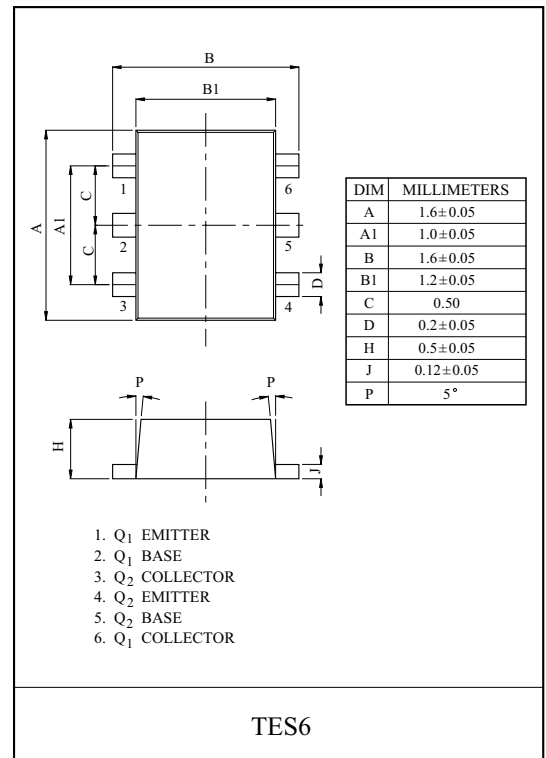 B
B1
A
A1
C
C
1
2
3
6
5
4
D
DIM MILLIMETERS
A 1.6±0.05
A1 1.0±0.05
B 1.6±0.05
B1 1.2±0.05
C 0.50
D 0.2±0.05
H 0.5±0.05
J 0.12±0.05
P 5°
P P
H
J
1. Q1 EMITTER
2. Q1 BASE
3. Q2 COLLECTOR
4. Q2 EMITTER
5. Q2 BASE
6. Q1 COLLECTOR
TES6